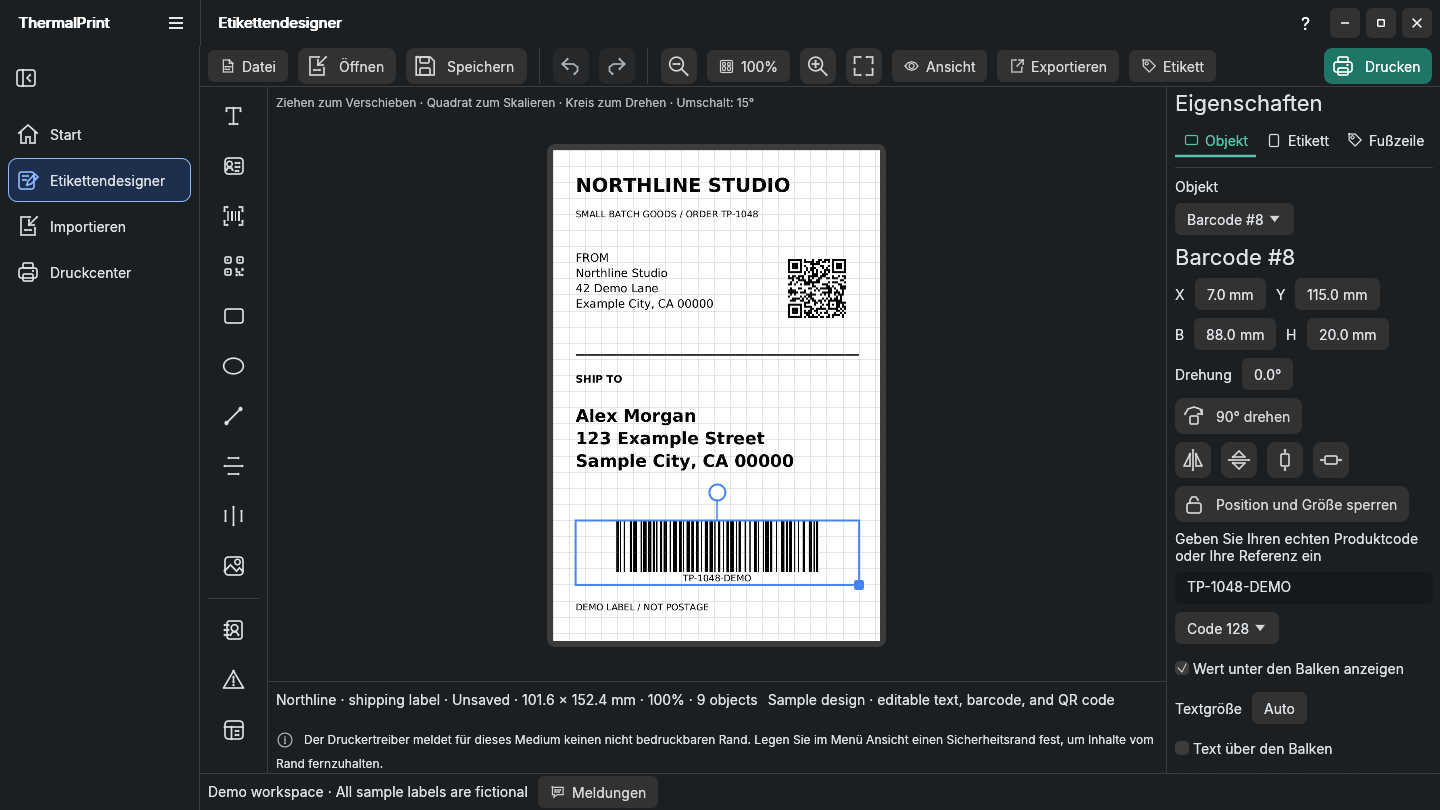 ThermalPrint
Etikettendesigner
?
Datei
Öffnen
Speichern
100%
Ansicht
Exportieren
Etikett
Drucken
Start
Etikettendesigner
Importieren
Druckcenter
Ziehen zum Verschieben · Quadrat zum Skalieren · Kreis zum Drehen · Umschalt: 15°
NORTHLINE STUDIO
SMALL BATCH GOODS / ORDER TP-1048
FROM
Northline Studio
42 Demo Lane
Example City, CA 00000
SHIP TO
Alex Morgan
123 Example Street
Sample City, CA 00000
TP-1048-DEMO
DEMO LABEL / NOT POSTAGE
Northline · shipping label · Unsaved · 101.6 × 152.4 mm · 100% · 9 objects Sample design · editable text, barcode, and QR code
Der Druckertreiber meldet für dieses Medium keinen nicht bedruckbaren Rand. Legen Sie im Menü Ansicht einen Sicherheitsrand fest, um Inhalte vom
Rand fernzuhalten.
Eigenschaften
Objekt Etikett Fußzeile
Objekt
Barcode #8
Barcode #8
X 7.0 mm Y 115.0 mm
B 88.0 mm H 20.0 mm
Drehung 0.0°
90° drehen
Position und Größe sperren
Geben Sie Ihren echten Produktcode
oder Ihre Referenz ein
TP-1048-DEMO
Code 128
Wert unter den Balken anzeigen
Textgröße Auto
Text über den Balken
Demo workspace · All sample labels are fictional
Meldungen